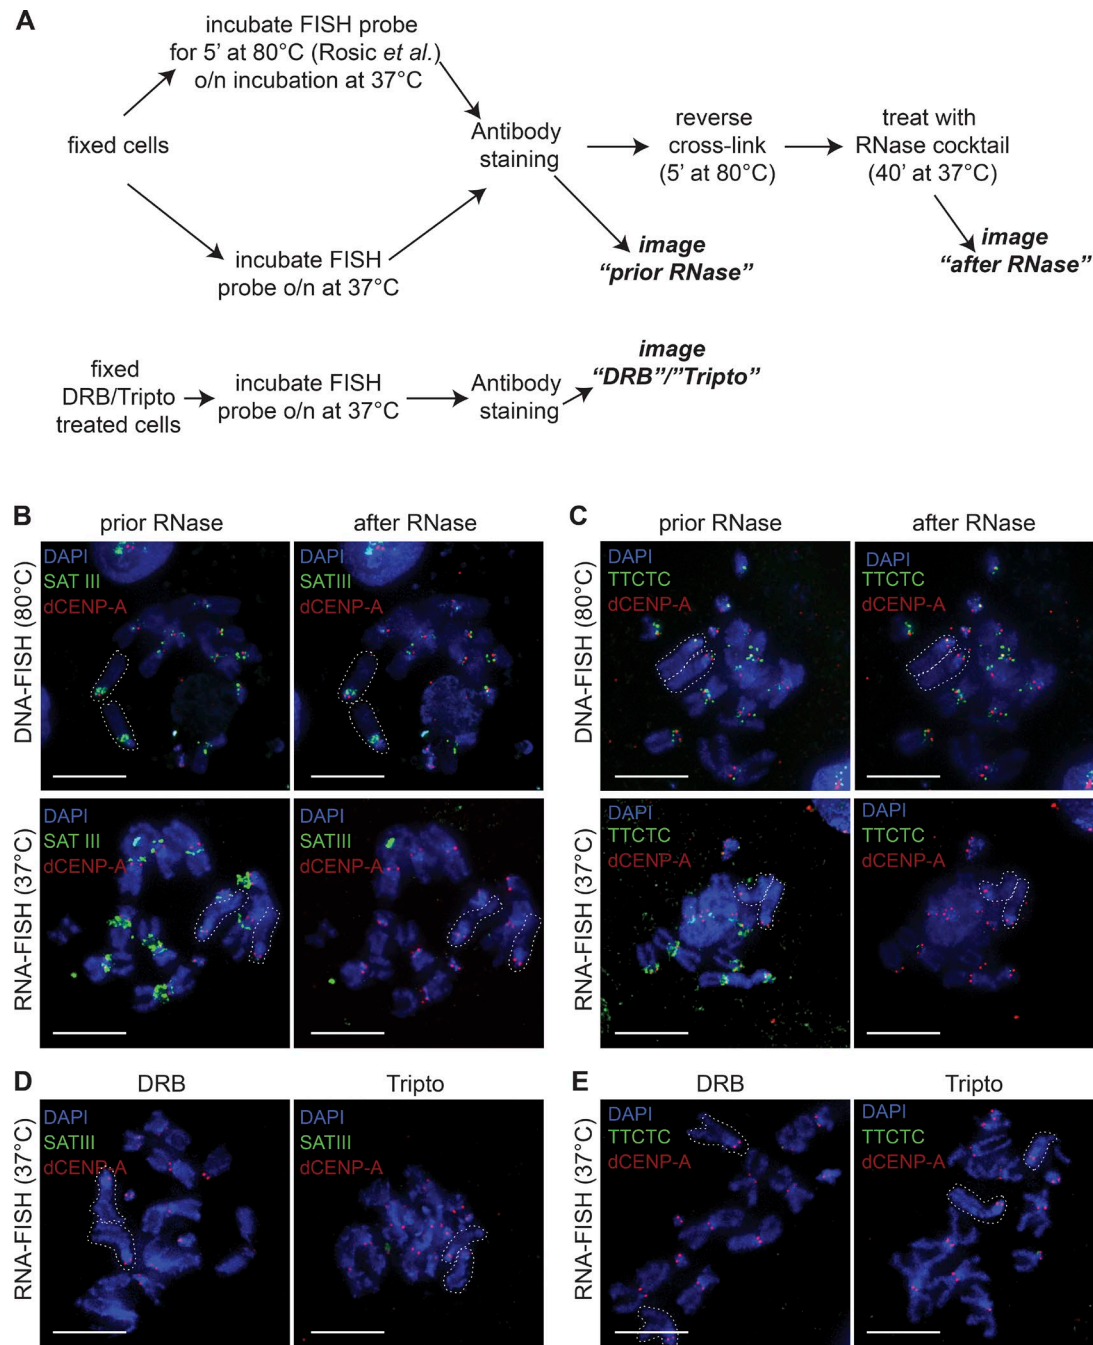 A
incubate FISH probe
for 5' at 80°C (Rosic et al.)
o/n incubation at 37°C
fixed cells
incubate FISH
probe o/n at 37°C
Antibody
staining
reverse
cross-link
(5' at 80°C)
treat with
RNase cocktail
(40' at 37°C)
image
“prior RNase”
image
“after RNase”
fixed
DRB/Tripto
treated cells
incubate FISH
probe o/n at 37°C
Antibody
staining
image
“DRB”/”Tripto”
B
prior RNase
after RNase
DNA-FISH (80°C)
DAPI
SAT III
dCENP-A
DAPI
SATIII
dCENP-A
RNA-FISH (37°C)
DAPI
SAT III
dCENP-A
DAPI
SATIII
dCENP-A
C
prior RNase
after RNase
DNA-FISH (80°C)
DAPI
TTCTC
dCENP-A
DAPI
TTCTC
dCENP-A
RNA-FISH (37°C)
DAPI
TTCTC
dCENP-A
DAPI
TTCTC
dCENP-A
D
DRB
Tripto
RNA-FISH (37°C)
DAPI
SATIII
dCENP-A
DAPI
SATIII
dCENP-A
E
DRB
Tripto
RNA-FISH (37°C)
DAPI
TTCTC
dCENP-A
DAPI
TTCTC
dCENP-A